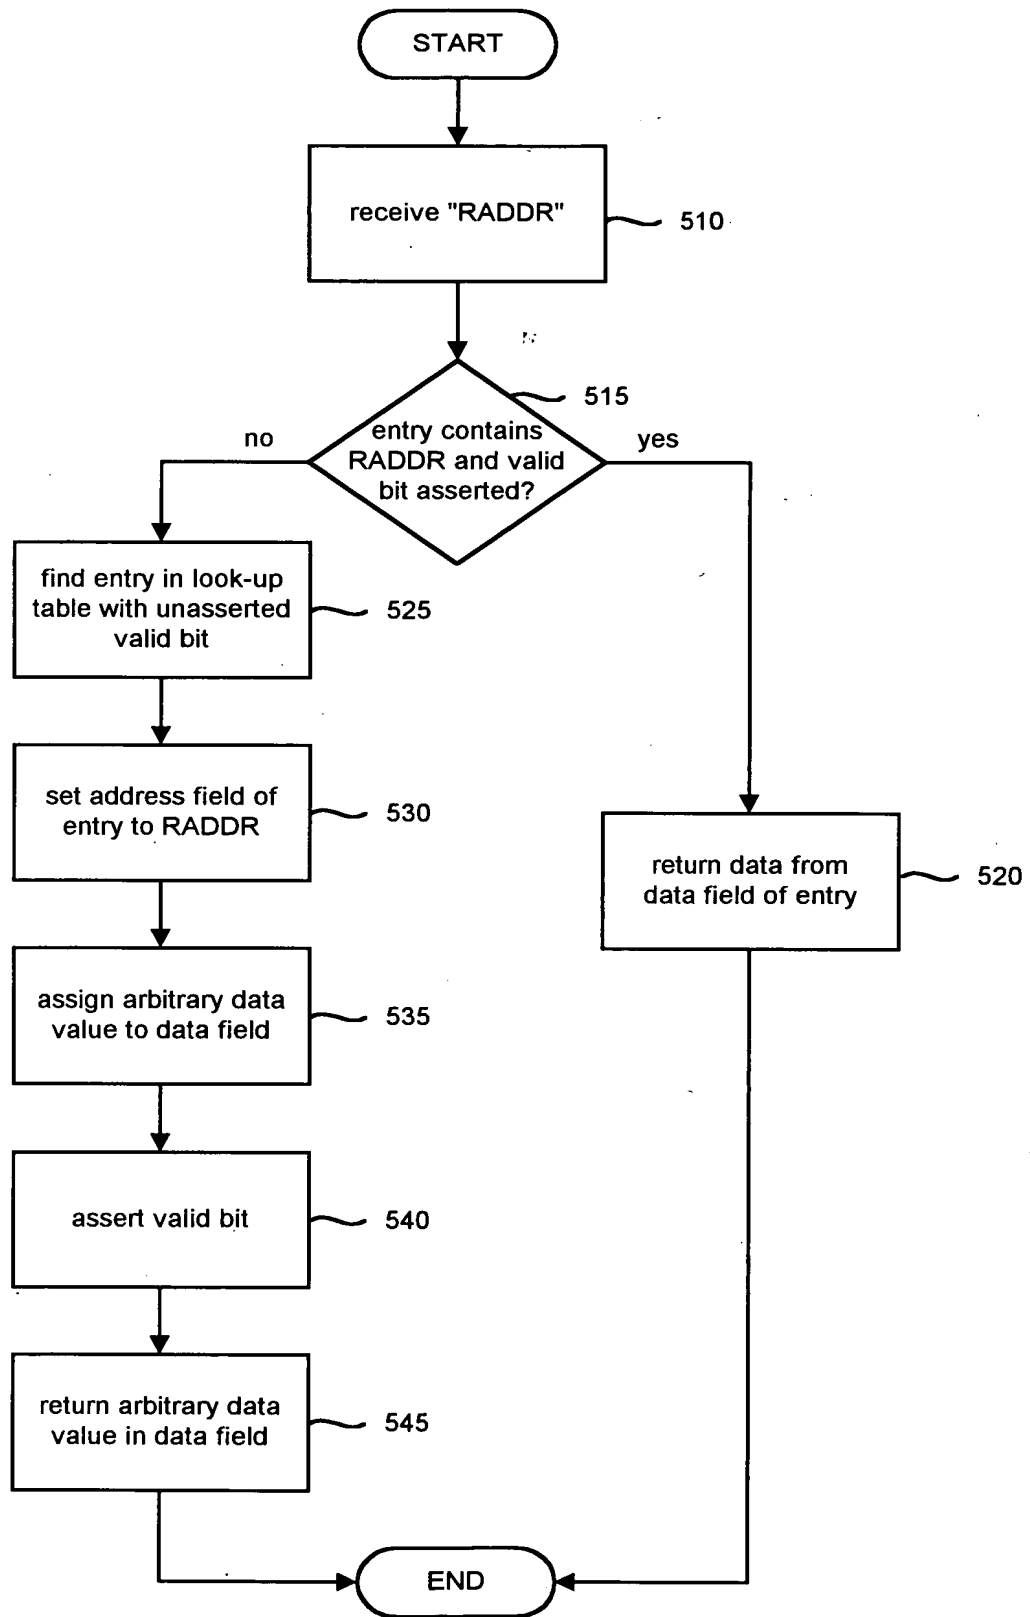 START
receive "RADDR"
510
515
entry contains
RADDR and valid
bit asserted?
no
yes
find entry in look-up
table with unasserted
valid bit
525
set address field of
entry to RADDR
530
return data from
data field of entry
520
assign arbitrary data
value to data field
535
assert valid bit
540
return arbitrary data
value in data field
545
END